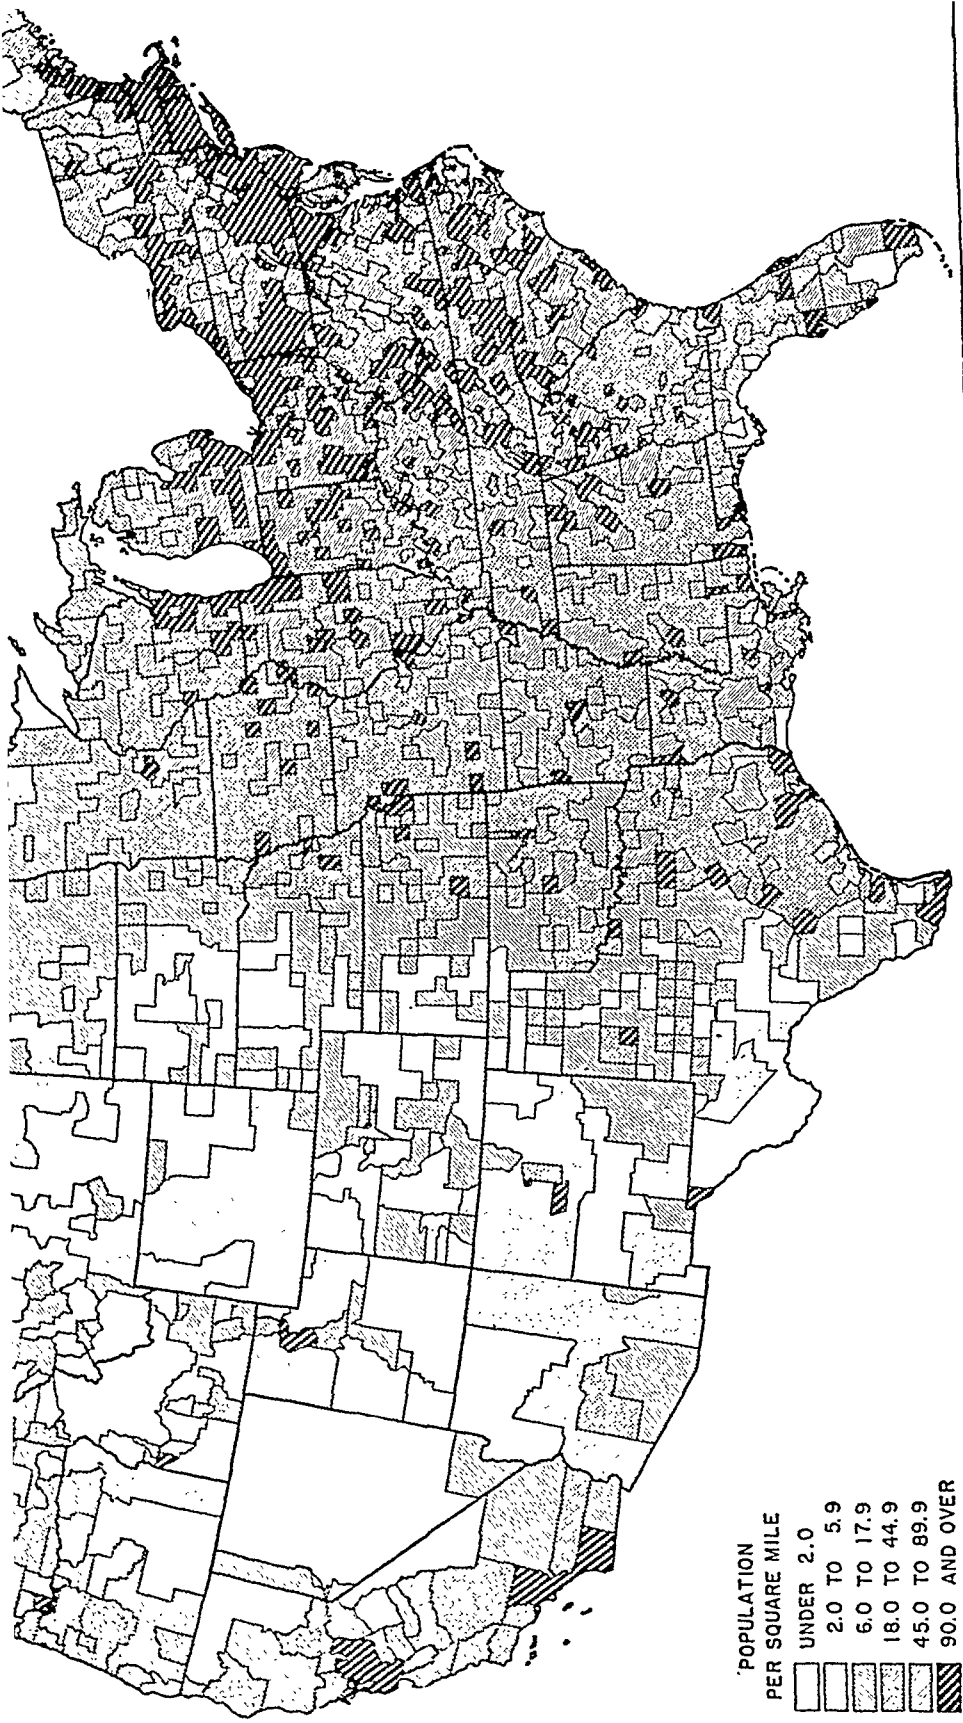 POPULATION
PER SQUARE MILE
UNDER 2.0
2.0 TO 5.9
6.0 TO 17.9
18.0 TO 44.9
45.0 TO 89.9
90.0 AND OVER